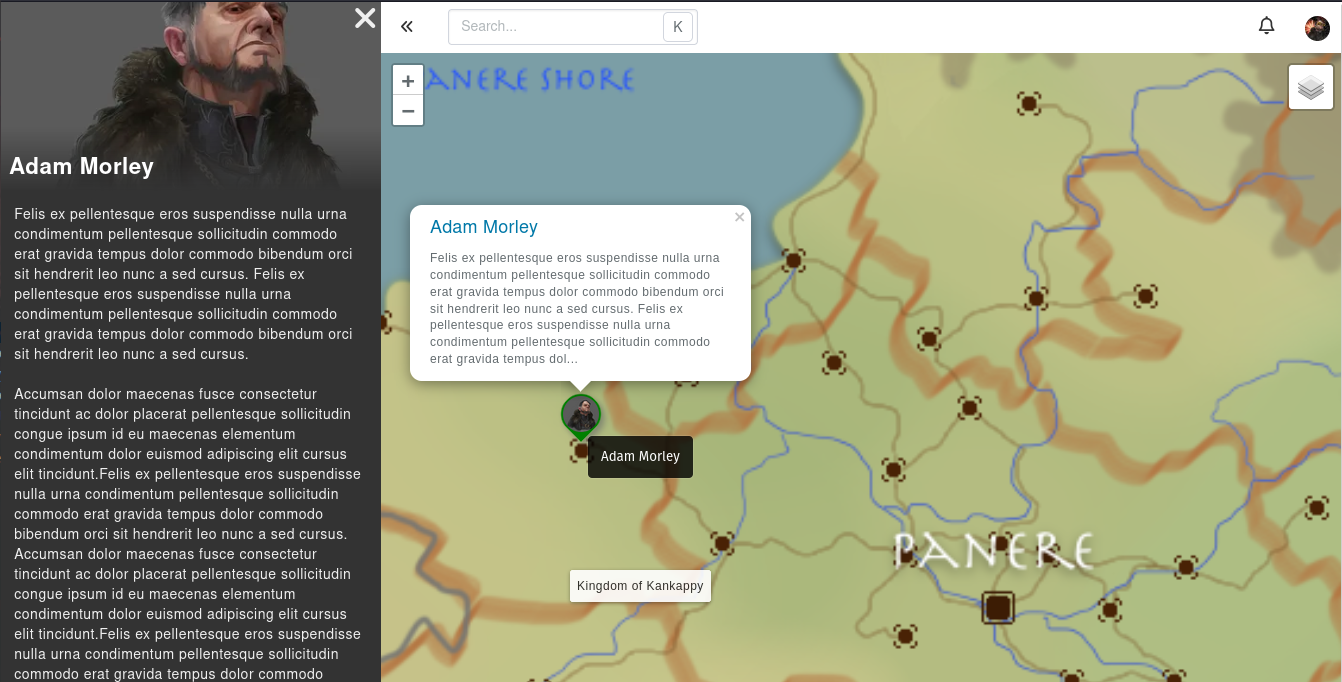 Adam Morley
Felis ex pellentesque eros suspendisse nulla urna
condimentum pellentesque sollicitudin commodo
erat gravida tempus dolor commodo bibendum orci
sit hendrerit leo nunc a sed cursus. Felis ex
pellentesque eros suspendisse nulla urna
condimentum pellentesque sollicitudin commodo
erat gravida tempus dolor commodo bibendum orci
sit hendrerit leo nunc a sed cursus.
Accumsan dolor maecenas fusce consectetur
tincidunt ac dolor placerat pellentesque sollicitudin
congue ipsum id eu maecenas elementum
condimentum dolor euismod adipiscing elit cursus
elit tincidunt.Felis ex pellentesque eros suspendisse
nulla urna condimentum pellentesque sollicitudin
commodo erat gravida tempus dolor commodo
bibendum orci sit hendrerit leo nunc a sed cursus.
Accumsan dolor maecenas fusce consectetur
tincidunt ac dolor placerat pellentesque sollicitudin
congue ipsum id eu maecenas elementum
condimentum dolor euismod adipiscing elit cursus
elit tincidunt.Felis ex pellentesque eros suspendisse
nulla urna condimentum pellentesque sollicitudin
commodo erat gravida tempus dolor commodo
Search... K
+
−
ANERE SHORE
Adam Morley ×
Felis ex pellentesque eros suspendisse nulla urna
condimentum pellentesque sollicitudin commodo
erat gravida tempus dolor commodo bibendum orci
sit hendrerit leo nunc a sed cursus. Felis ex
pellentesque eros suspendisse nulla urna
condimentum pellentesque sollicitudin commodo
erat gravida tempus dol...
Adam Morley
PANERE
Kingdom of Kankappy